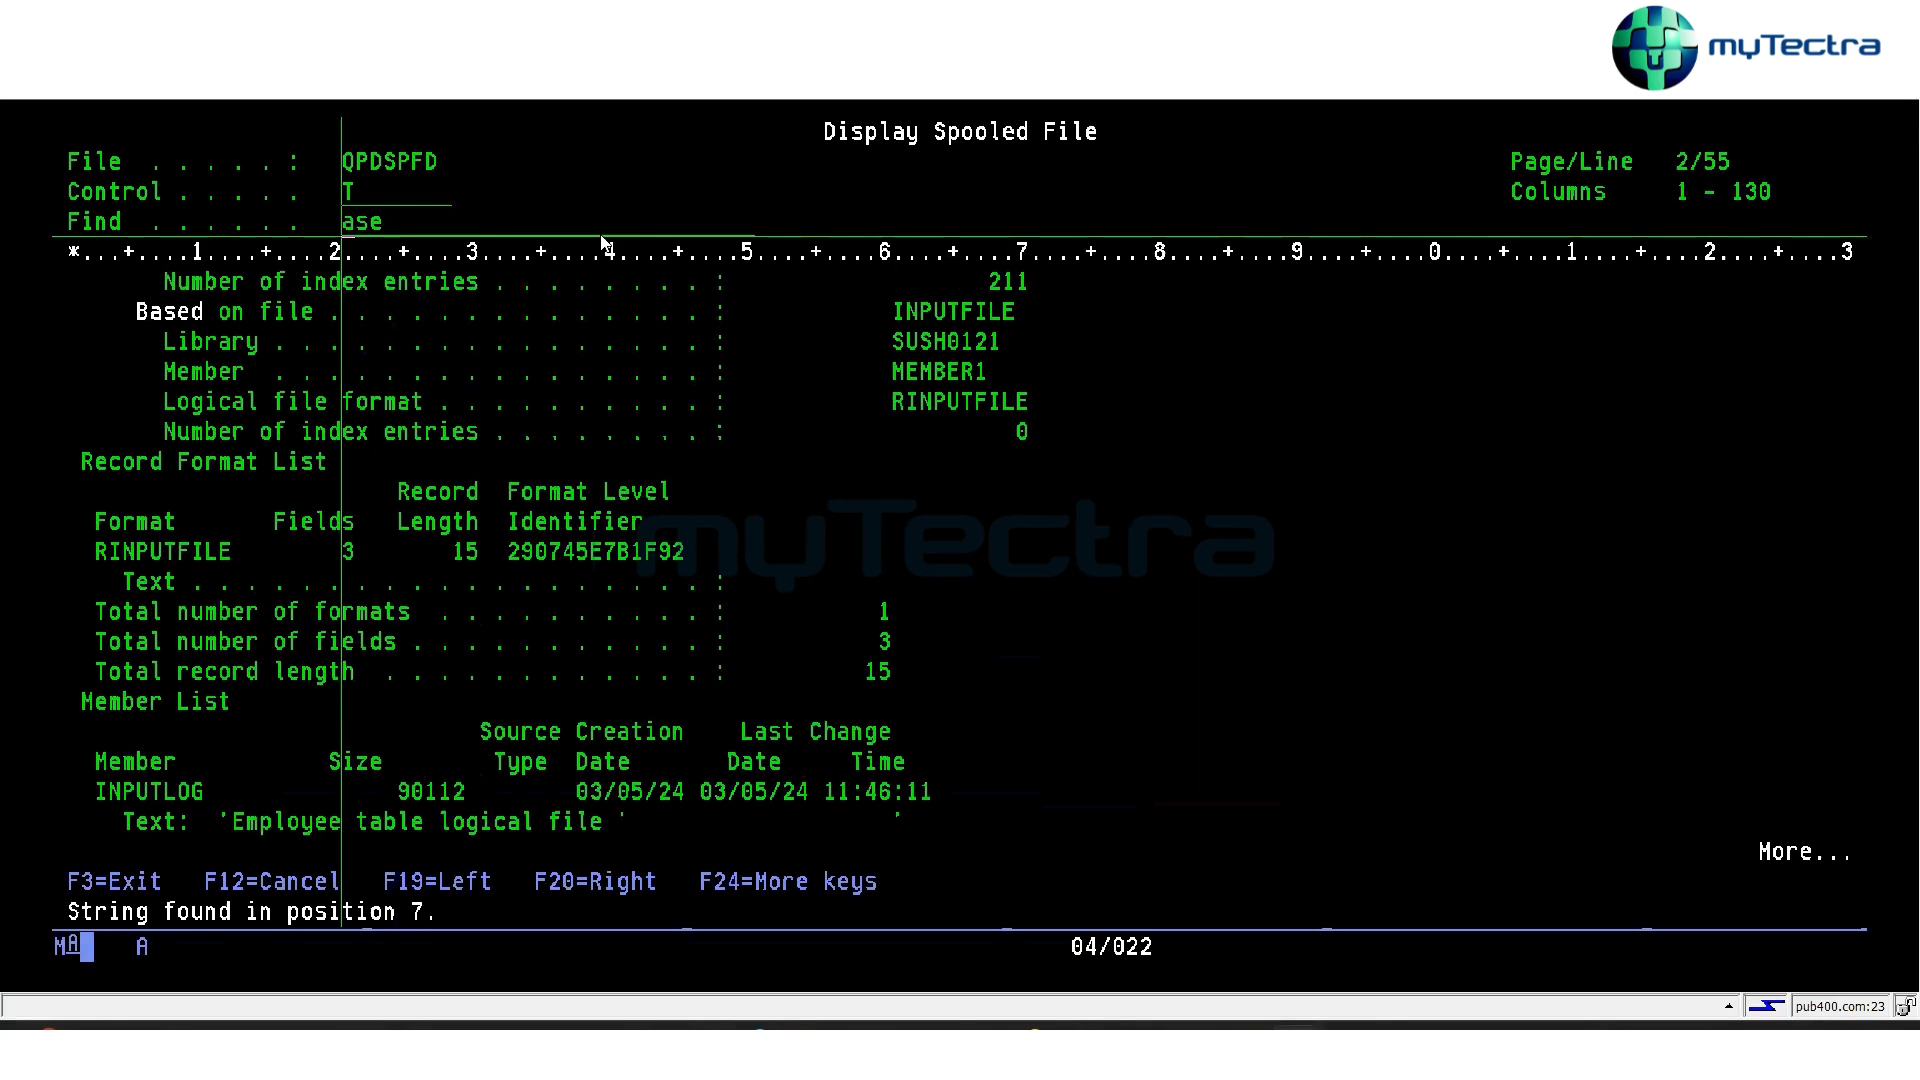 myTectra
Display Spooled File
File . . . . . : QPDSPFD Page/Line 2/55
Control . . . . . T Columns 1 - 130
Find . . . . . . ase
*...+....1....+....2....+....3....+....4....+....5....+....6....+....7....+....8....+....9....+....0....+....1....+....2....+....3
Number of index entries . . . . . . . . . : 211
Based on file . . . . . . . . . . . . . . . : INPUTFILE
Library . . . . . . . . . . . . . . . . . : SUSH0121
Member . . . . . . . . . . . . . . . . . : MEMBER1
Logical file format . . . . . . . . . . . : RINPUTFILE
Number of index entries . . . . . . . . . : 0
Record Format List
Record Format Level
Format Fields Length Identifier
RINPUTFILE 3 15 290745E7B1F92
Text . . . . . . . . . . . . . . . . . . . . :
Total number of formats . . . . . . . . . . : 1
Total number of fields . . . . . . . . . . . : 3
Total record length . . . . . . . . . . . . : 15
Member List
Source Creation Last Change
Member Size Type Date Date Time
INPUTLOG 90112 03/05/24 03/05/24 11:46:11
Text: 'Employee table logical file ' '
More...
F3=Exit F12=Cancel F19=Left F20=Right F24=More keys
String found in position 7.
MA A 04/022
pub400.com:23
myTectra